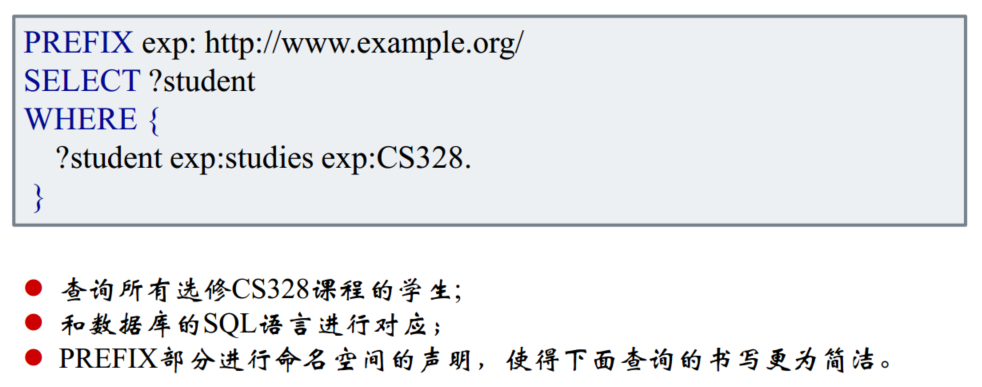 PREFIX exp: http://www.example.org/
SELECT ?student
WHERE {
?student exp:studies exp:CS328.
}
● 查询所有选修CS328课程的学生;
● 和数据库的SQL语言进行对应；
● PREFIX部分进行命名空间的声明，使得下面查询的书写更为简洁。